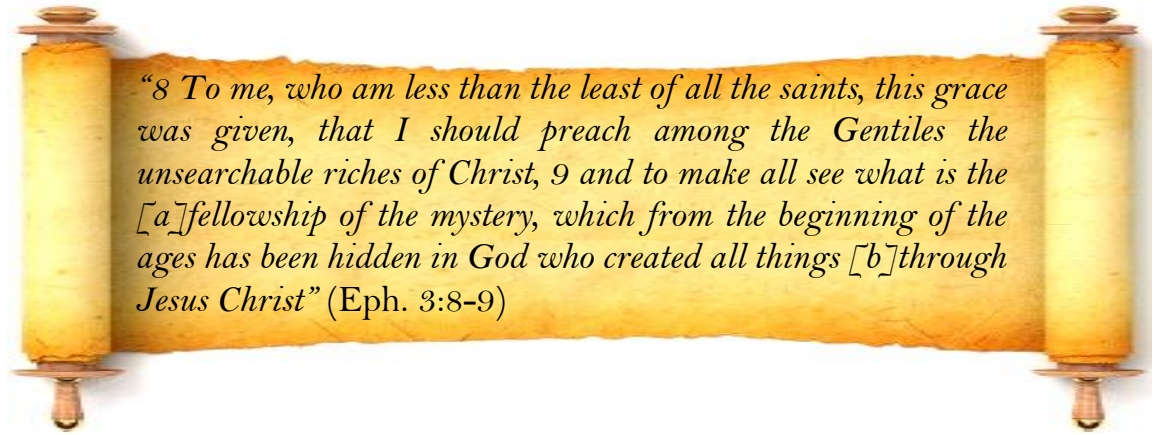 “8 To me, who am less than the least of all the saints, this grace
was given, that I should preach among the Gentiles the
unsearchable riches of Christ, 9 and to make all see what is the
[a]fellowship of the mystery, which from the beginning of the
ages has been hidden in God who created all things [b]through
Jesus Christ” (Eph. 3:8-9)